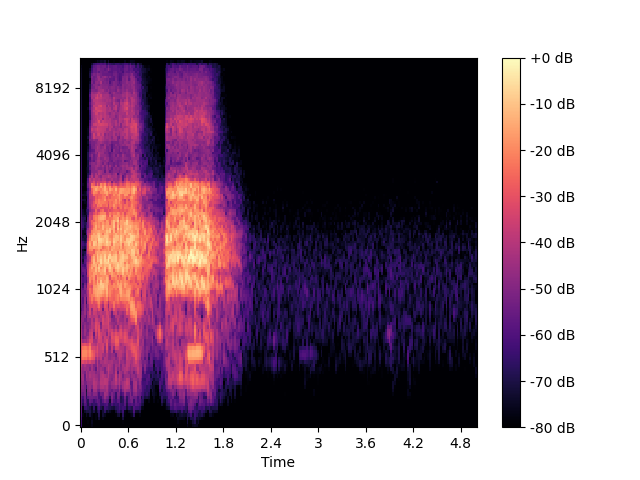 8192
4096
2048
1024
512
0
Hz
0 0.6 1.2 1.8 2.4 3 3.6 4.2 4.8
Time
+0 dB
-10 dB
-20 dB
-30 dB
-40 dB
-50 dB
-60 dB
-70 dB
-80 dB